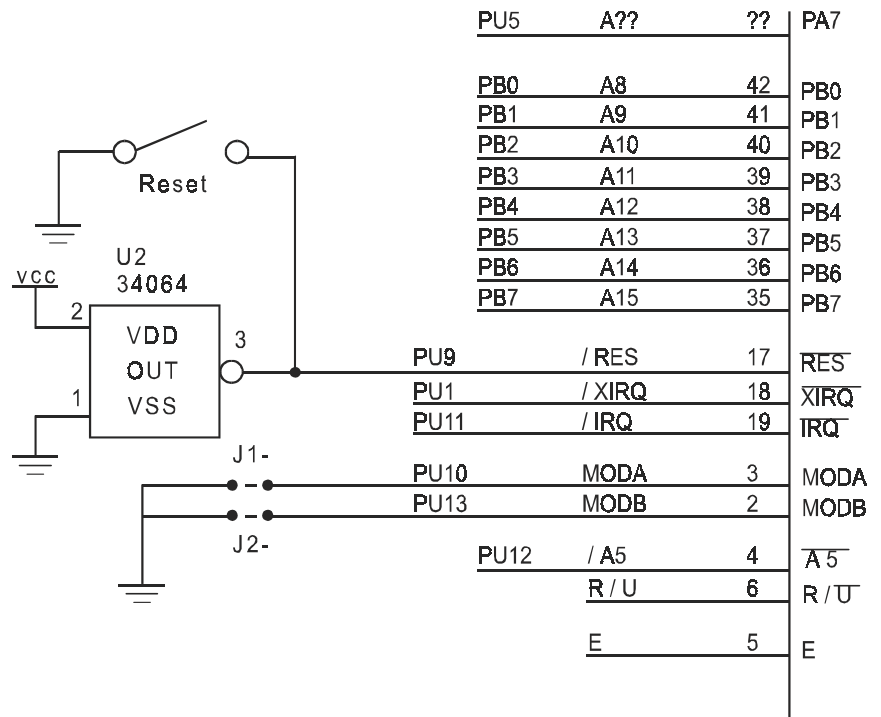 PU5 A?? ?? PA7
PB0 A8 42 PB0
PB1 A9 41 PB1
PB2 A10 40 PB2
PB3 A11 39 PB3
PB4 A12 38 PB4
PB5 A13 37 PB5
PB6 A14 36 PB6
PB7 A15 35 PB7
Reset
U2
34064
VCC
2
VDD
OUT
VSS
3
1
PU9 / RES 17 RES
PU1 / XIRQ 18 XIRQ
PU11 / IRQ 19 IRQ
J1-
PU10 MODA 3 MODA
PU13 MODB 2 MODB
J2-
PU12 / A5 4 A 5
R / U 6 R / U
E 5 E